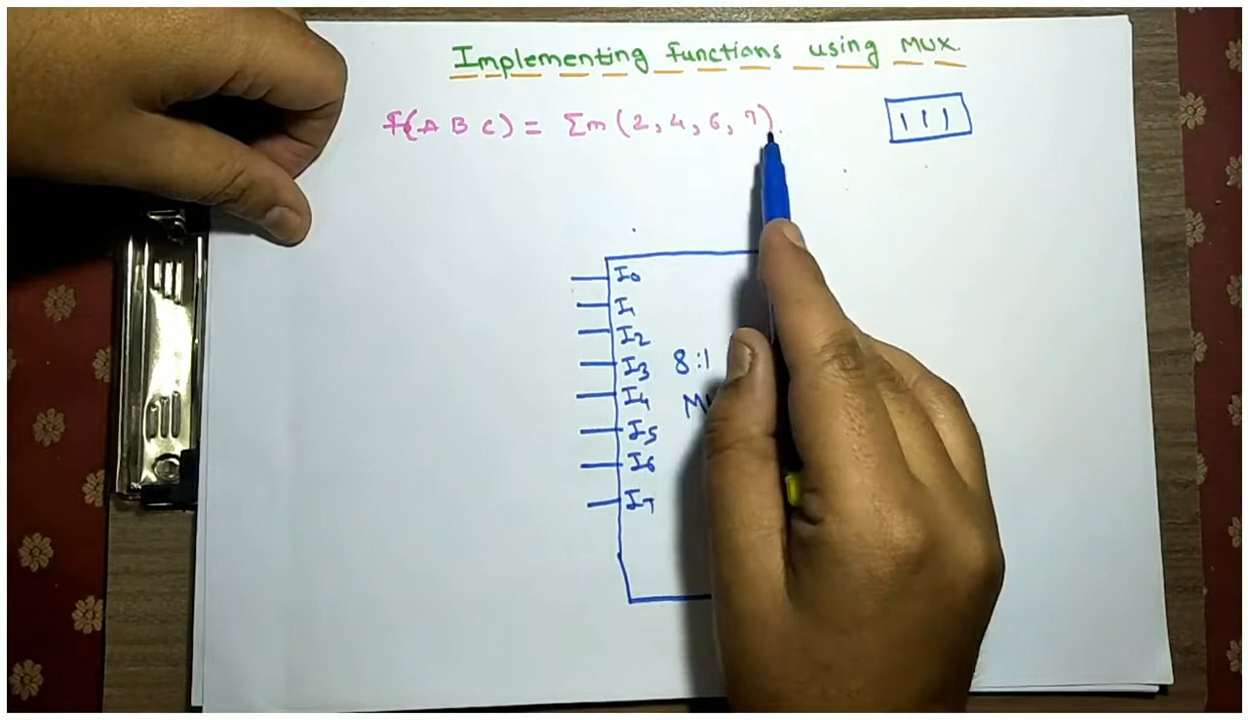 Implementing functions using MUX.
f(A B C) = Σm (2, 4, 6, 7).
111
I0
I1
I2
I3
8:1
I4
I5
I6
I7